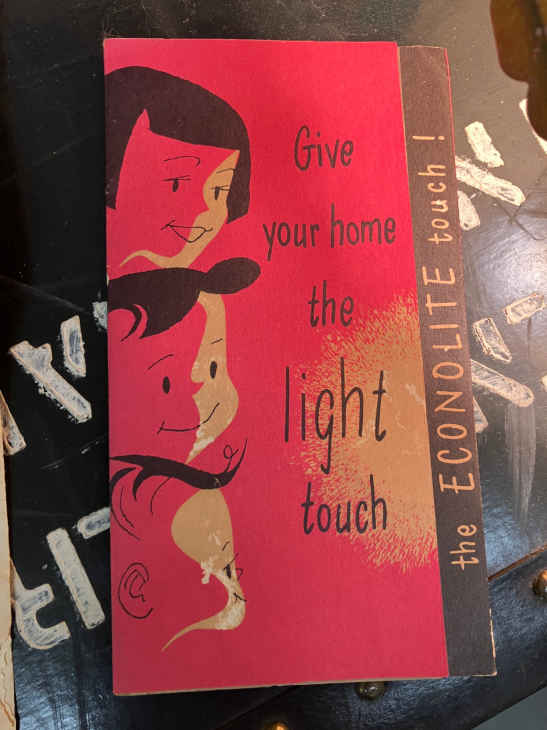 Give
your home
the
light
touch
the ECONOLITE touch!